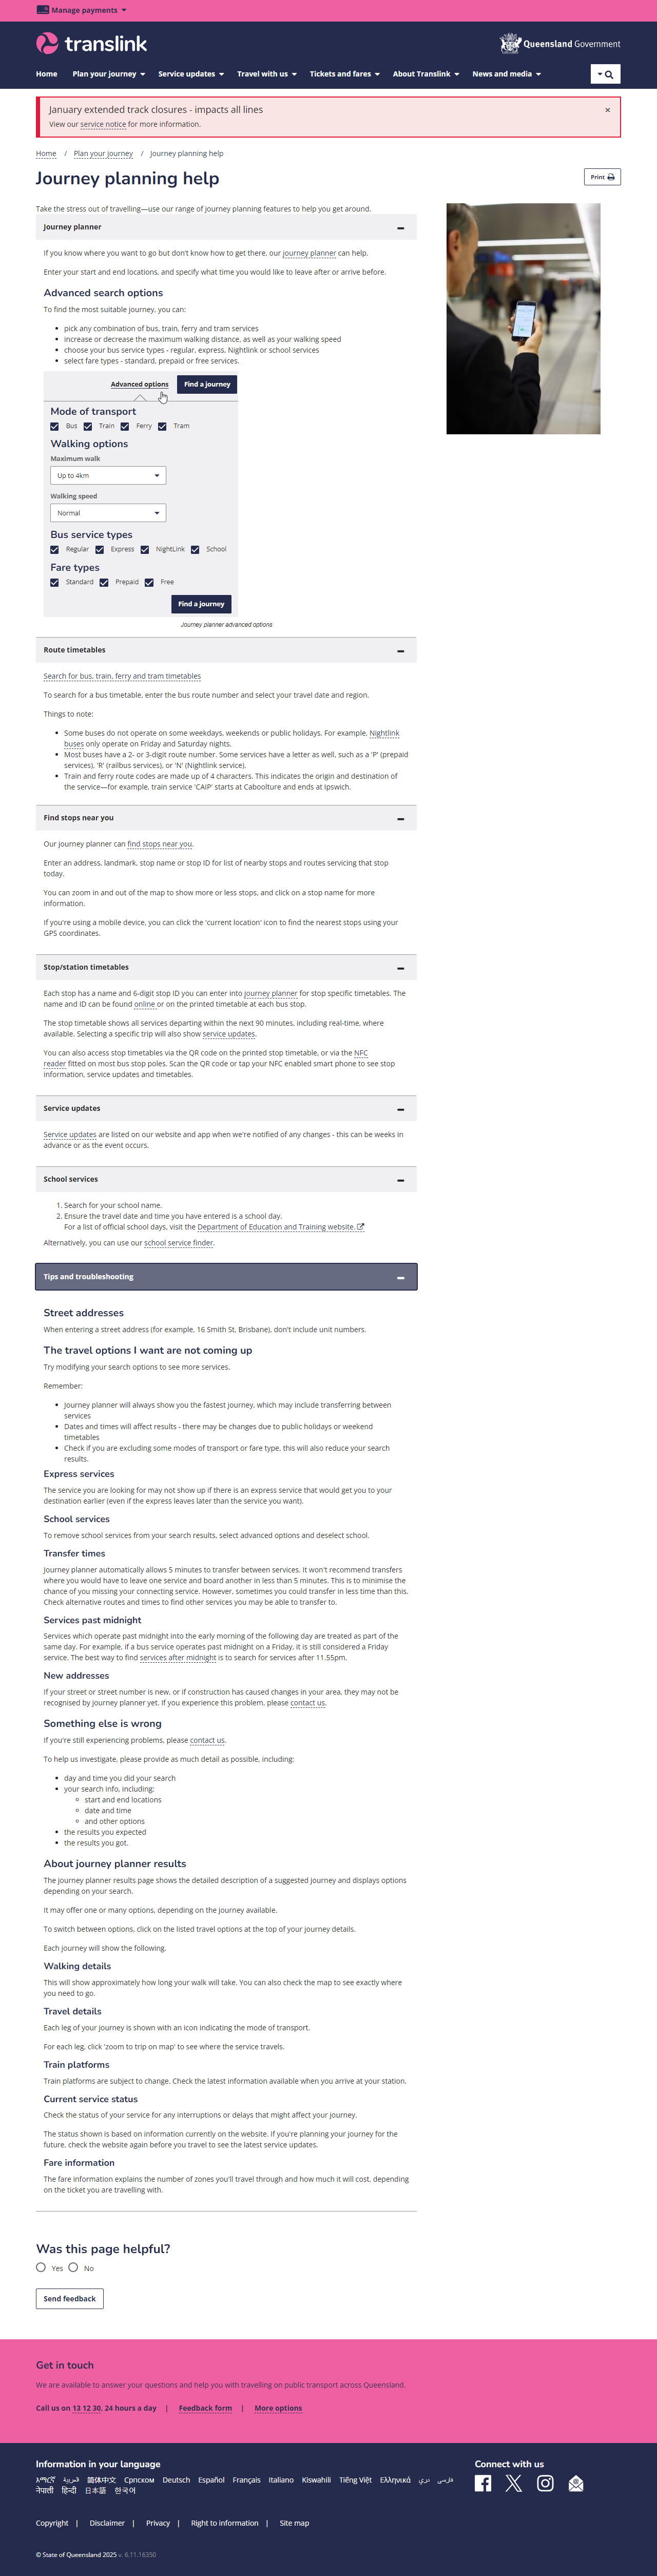 Manage payments
translink
Queensland Government
Home Plan your journey Service updates Travel with us Tickets and fares About Translink News and media
January extended track closures - impacts all lines
×
View our service notice for more information.
Home / Plan your journey / Journey planning help
Journey planning help
Print
Take the stress out of travelling—use our range of journey planning features to help you get around.
Journey planner
If you know where you want to go but don't know how to get there, our journey planner can help.
Enter your start and end locations, and specify what time you would like to leave after or arrive before.
Advanced search options
To find the most suitable journey, you can:
pick any combination of bus, train, ferry and tram services
increase or decrease the maximum walking distance, as well as your walking speed
choose your bus service types - regular, express, Nightlink or school services
select fare types - standard, prepaid or free services.
Advanced options Find a journey
Mode of transport
Bus Train Ferry Tram
Walking options
Maximum walk
Up to 4km
Walking speed
Normal
Bus service types
Regular Express NightLink School
Fare types
Standard Prepaid Free
Find a journey
Journey planner advanced options
Route timetables
Search for bus, train, ferry and tram timetables
To search for a bus timetable, enter the bus route number and select your travel date and region.
Things to note:
Some buses do not operate on some weekdays, weekends or public holidays. For example, Nightlink
buses only operate on Friday and Saturday nights.
Most buses have a 2- or 3-digit route number. Some services have a letter as well, such as a 'P' (prepaid
services), 'R' (railbus services), or 'N' (Nightlink service).
Train and ferry route codes are made up of 4 characters. This indicates the origin and destination of
the service—for example, train service 'CAIP' starts at Caboolture and ends at Ipswich.
Find stops near you
Our journey planner can find stops near you.
Enter an address, landmark, stop name or stop ID for list of nearby stops and routes servicing that stop
today.
You can zoom in and out of the map to show more or less stops, and click on a stop name for more
information.
If you're using a mobile device, you can click the 'current location' icon to find the nearest stops using your
GPS coordinates.
Stop/station timetables
Each stop has a name and 6-digit stop ID you can enter into journey planner for stop specific timetables. The
name and ID can be found online or on the printed timetable at each bus stop.
The stop timetable shows all services departing within the next 90 minutes, including real-time, where
available. Selecting a specific trip will also show service updates.
You can also access stop timetables via the QR code on the printed stop timetable, or via the NFC
reader fitted on most bus stop poles. Scan the QR code or tap your NFC enabled smart phone to see stop
information, service updates and timetables.
Service updates
Service updates are listed on our website and app when we're notified of any changes - this can be weeks in
advance or as the event occurs.
School services
1. Search for your school name.
2. Ensure the travel date and time you have entered is a school day.
For a list of official school days, visit the Department of Education and Training website.
Alternatively, you can use our school service finder.
Tips and troubleshooting
Street addresses
When entering a street address (for example, 16 Smith St, Brisbane), don't include unit numbers.
The travel options I want are not coming up
Try modifying your search options to see more services.
Remember:
Journey planner will always show you the fastest journey, which may include transferring between
services
Dates and times will affect results - there may be changes due to public holidays or weekend
timetables
Check if you are excluding some modes of transport or fare type, this will also reduce your search
results.
Express services
The service you are looking for may not show up if there is an express service that would get you to your
destination earlier (even if the express leaves later than the service you want).
School services
To remove school services from your search results, select advanced options and deselect school.
Transfer times
Journey planner automatically allows 5 minutes to transfer between services. It won't recommend transfers
where you would have to leave one service and board another in less than 5 minutes. This is to minimise the
chance of you missing your connecting service. However, sometimes you could transfer in less time than this.
Check alternative routes and times to find other services you may be able to transfer to.
Services past midnight
Services which operate past midnight into the early morning of the following day are treated as part of the
same day. For example, if a bus service operates past midnight on a Friday, it is still considered a Friday
service. The best way to find services after midnight is to search for services after 11.55pm.
New addresses
If your street or street number is new, or if construction has caused changes in your area, they may not be
recognised by journey planner yet. If you experience this problem, please contact us.
Something else is wrong
If you're still experiencing problems, please contact us.
To help us investigate, please provide as much detail as possible, including:
day and time you did your search
your search info, including:
start and end locations
date and time
and other options
the results you expected
the results you got.
About journey planner results
The journey planner results page shows the detailed description of a suggested journey and displays options
depending on your search.
It may offer one or many options, depending on the journey available.
To switch between options, click on the listed travel options at the top of your journey details.
Each journey will show the following.
Walking details
This will show approximately how long your walk will take. You can also check the map to see exactly where
you need to go.
Travel details
Each leg of your journey is shown with an icon indicating the mode of transport.
For each leg, click 'zoom to trip on map' to see where the service travels.
Train platforms
Train platforms are subject to change. Check the latest information available when you arrive at your station.
Current service status
Check the status of your service for any interruptions or delays that might affect your journey.
The status shown is based on information currently on the website. If you're planning your journey for the
future, check the website again before you travel to see the latest service updates.
Fare information
The fare information explains the number of zones you'll travel through and how much it will cost, depending
on the ticket you are travelling with.
Was this page helpful?
Yes No
Send feedback
Get in touch
We are available to answer your questions and help you with travelling on public transport across Queensland.
Call us on 13 12 30, 24 hours a day | Feedback form | More options
Information in your language
Connect with us
አማርኛ العربية 简体中文 Српском Deutsch Español Français Italiano Kiswahili Tiếng Việt Ελληνικά دري فارسی
नेपाली हिन्दी 日本語 한국어
Copyright | Disclaimer | Privacy | Right to information | Site map
© State of Queensland 2025 v. 6.11.16350